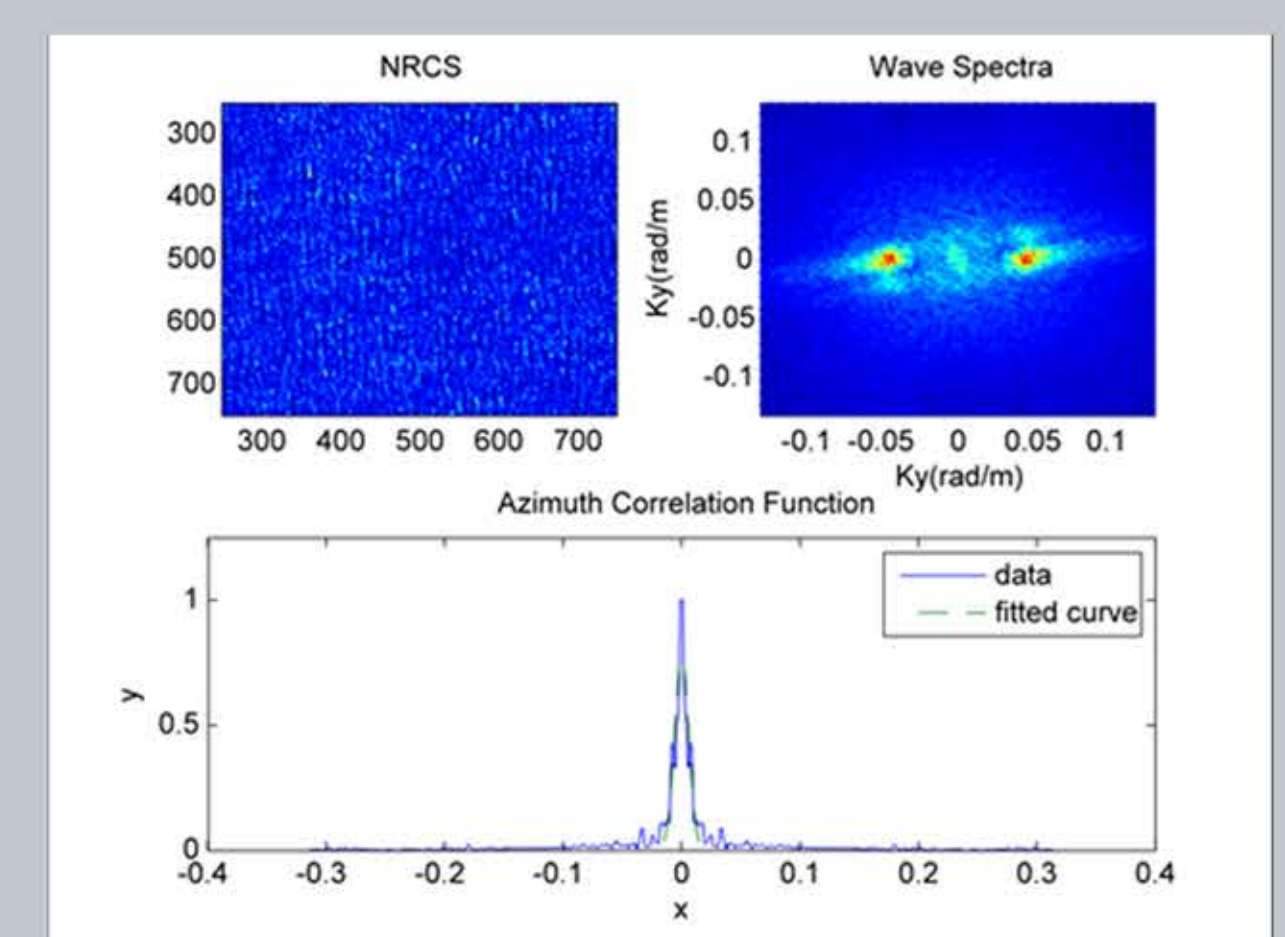 NRCS
300
400
500
600
700
300 400 500 600 700
Wave Spectra
Ky(rad/m
0.1
0.05
0
-0.05
-0.1
-0.1 -0.05 0 0.05 0.1
Ky(rad/m)
Azimuth Correlation Function
data
fitted curve
y
1
0.5
0
-0.4 -0.3 -0.2 -0.1 0 0.1 0.2 0.3 0.4
x